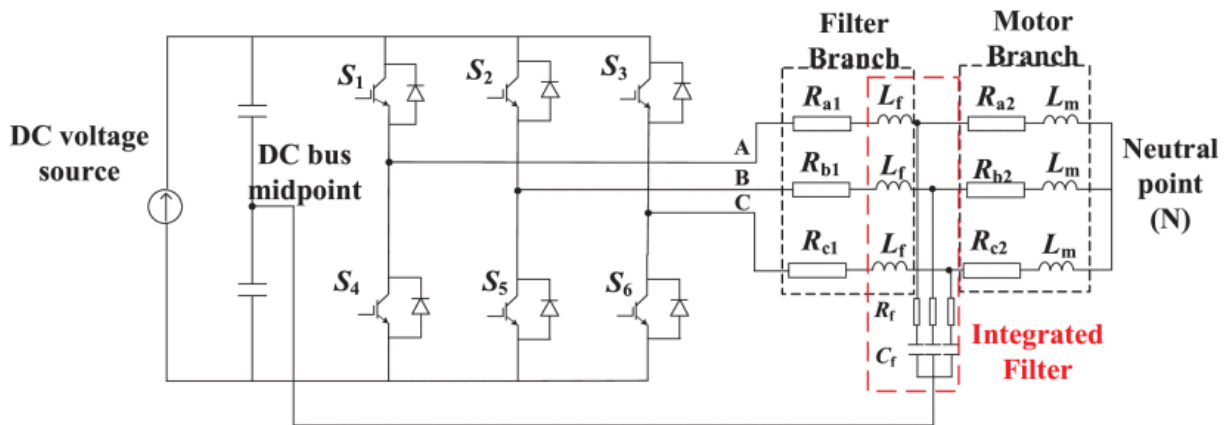 Filter
Branch
Motor
Branch
DC voltage
source
DC bus
midpoint
S1
S2
S3
S4
S5
S6
A
B
C
Ra1
Lf
Ra2
Lm
Rb1
Lf
Rb2
Lm
Rc1
Lf
Rc2
Lm
Neutral
point
(N)
Rf
Cf
Integrated
Filter